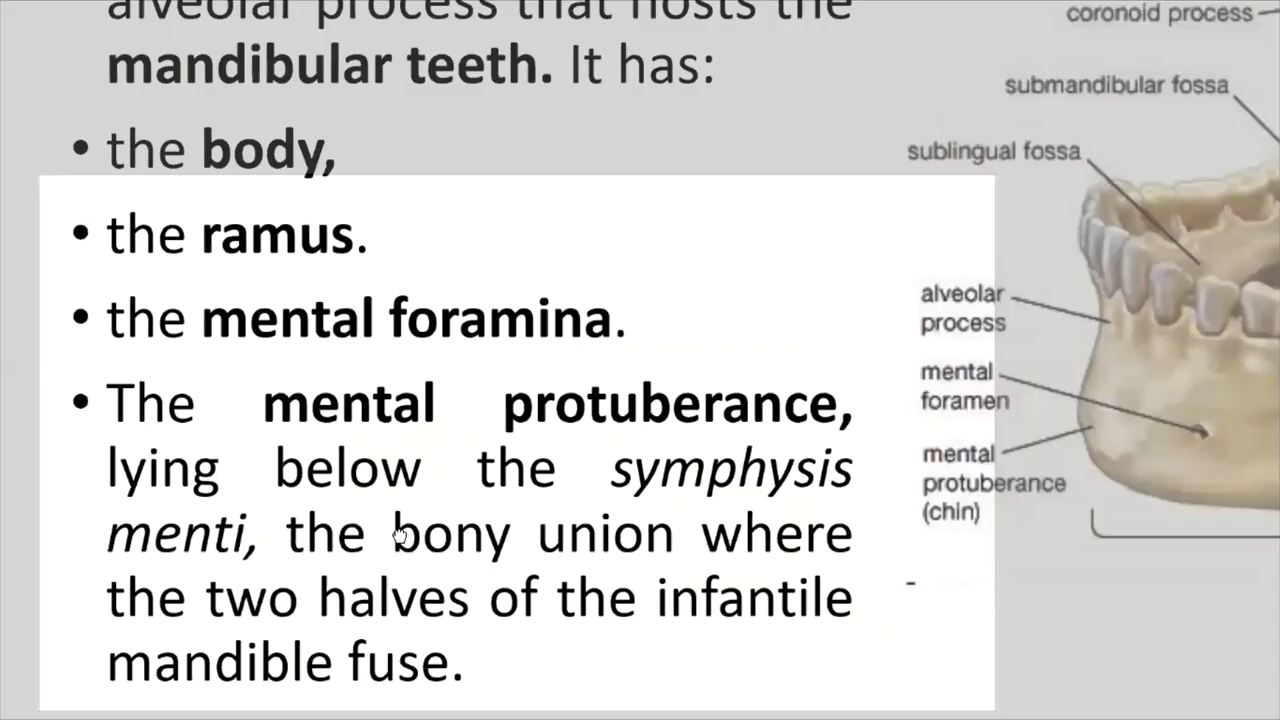 alveolar process that hosts the
mandibular teeth. It has:
• the body,
• the ramus.
• the mental foramina.
• The mental protuberance,
lying below the symphysis
menti, the bony union where
the two halves of the infantile
mandible fuse.
coronoid process
submandibular fossa
sublingual fossa
alveolar
process
mental
foramen
mental
protuberance
(chin)